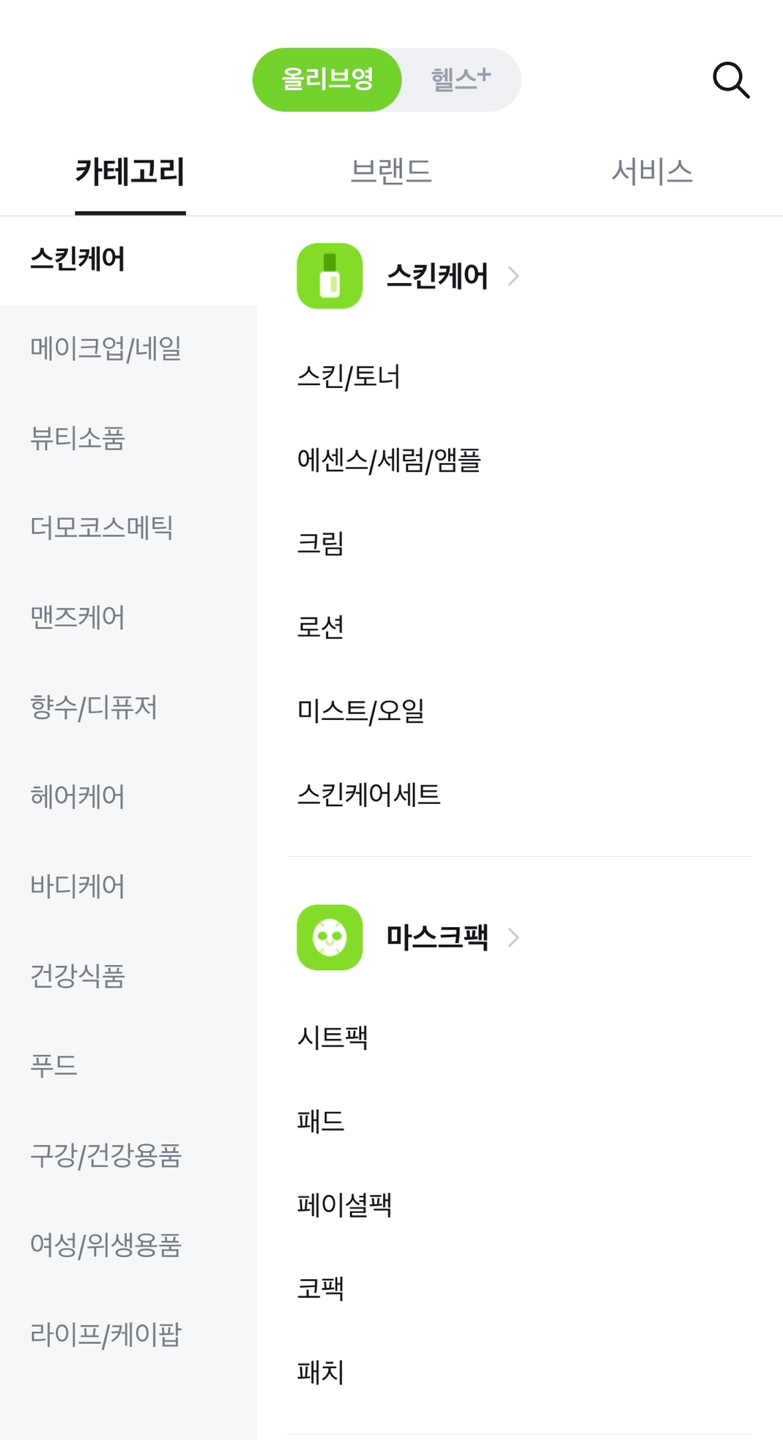 올리브영
헬스+
카테고리
브랜드
서비스
스킨케어
메이크업/네일
뷰티소품
더모코스메틱
맨즈케어
향수/디퓨저
헤어케어
바디케어
건강식품
푸드
구강/건강용품
여성/위생용품
라이프/케이팝
스킨케어
스킨/토너
에센스/세럼/앰플
크림
로션
미스트/오일
스킨케어세트
마스크팩
시트팩
패드
페이셜팩
코팩
패치